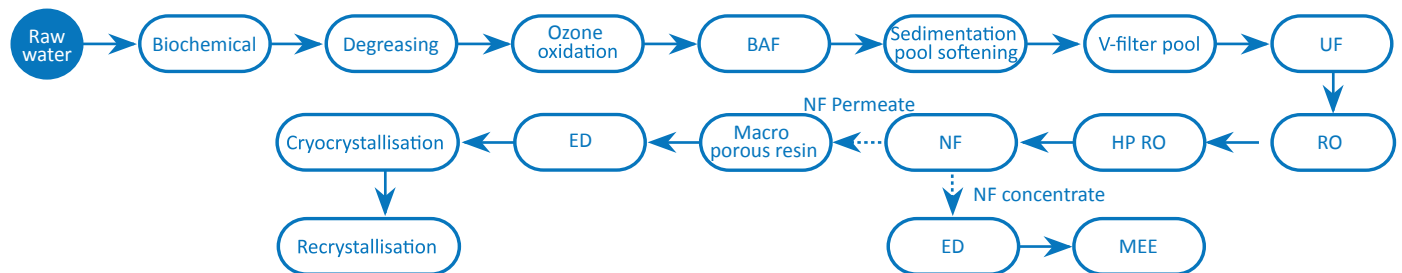 Raw
water
Biochemical
Degreasing
Ozone
oxidation
BAF
Sedimentation
pool softening
V-filter pool
UF
RO
HP RO
NF
NF Permeate
Macro
porous resin
ED
Cryocrystallisation
Recrystallisation
NF concentrate
ED
MEE